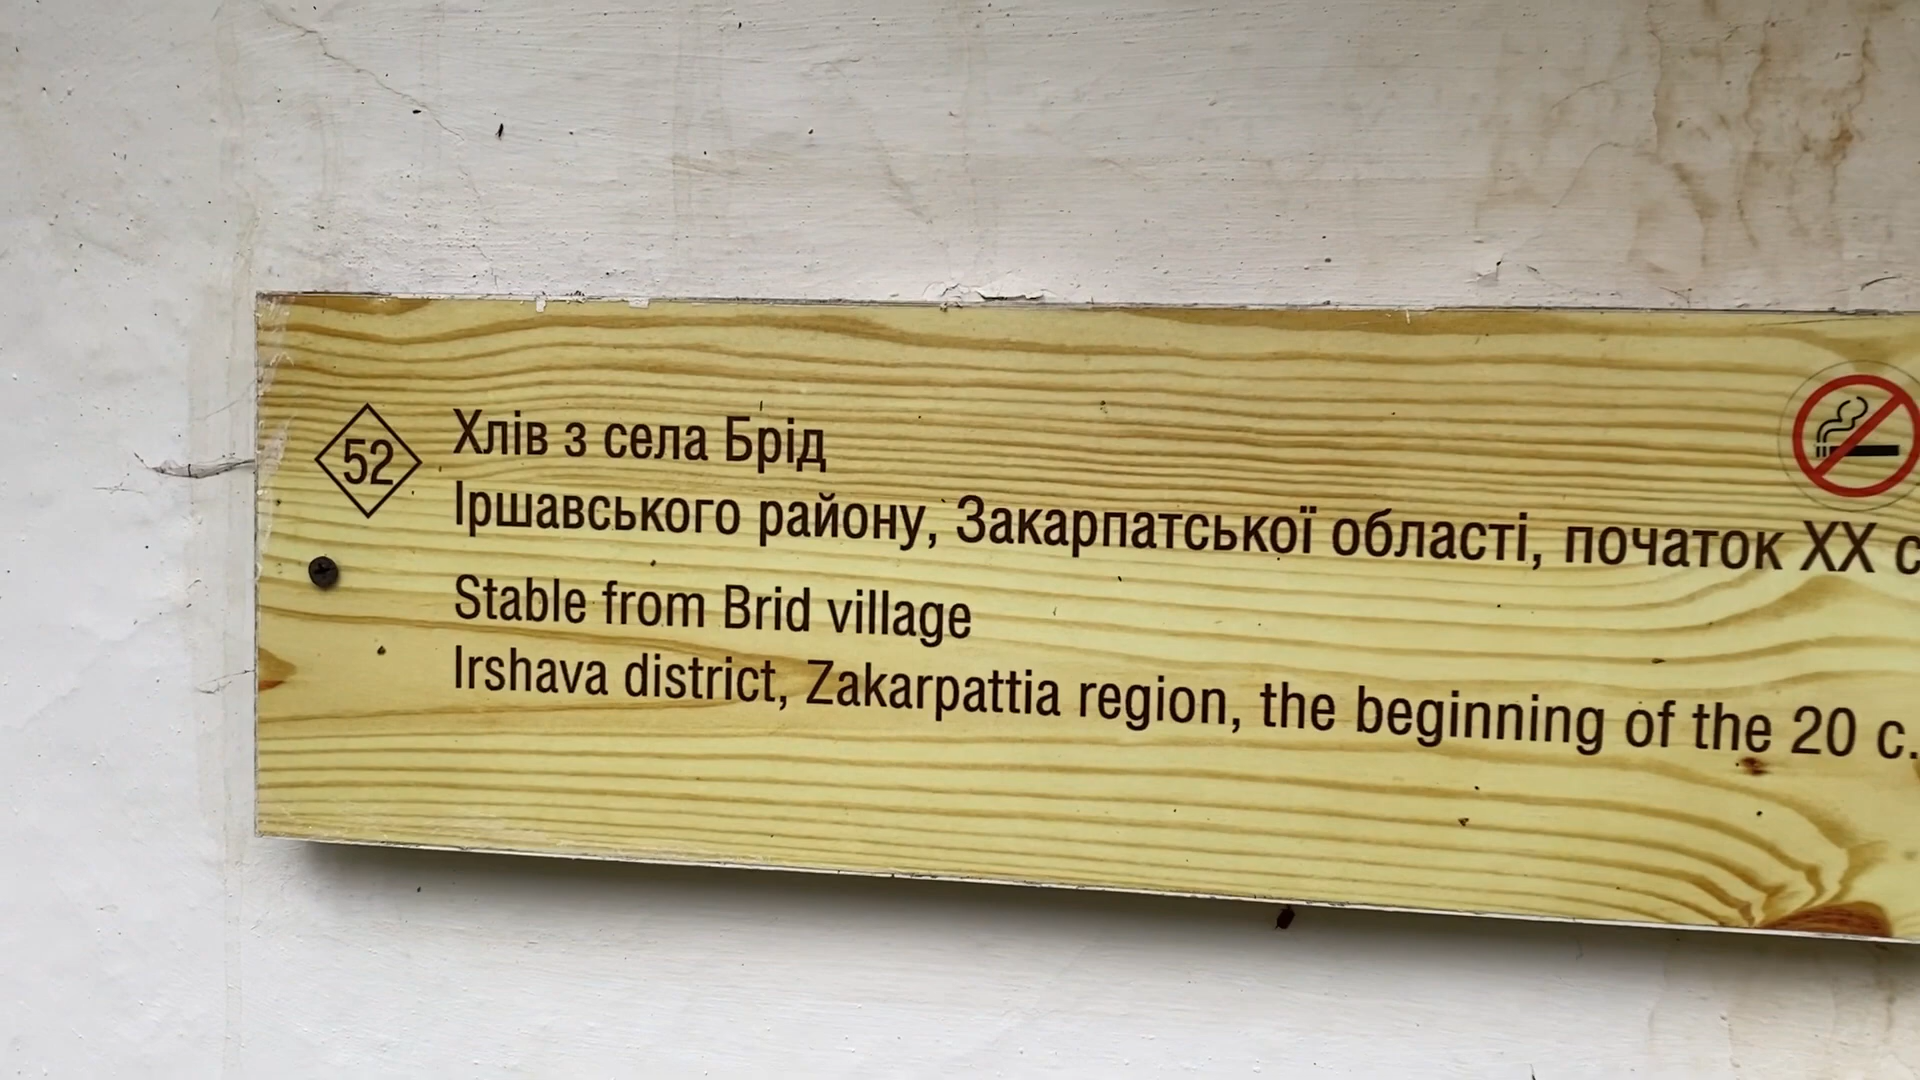 52
Хлів з села Брід
Іршавського району, Закарпатської області, початок XX с
Stable from Brid village
Irshava district, Zakarpattia region, the beginning of the 20 c.